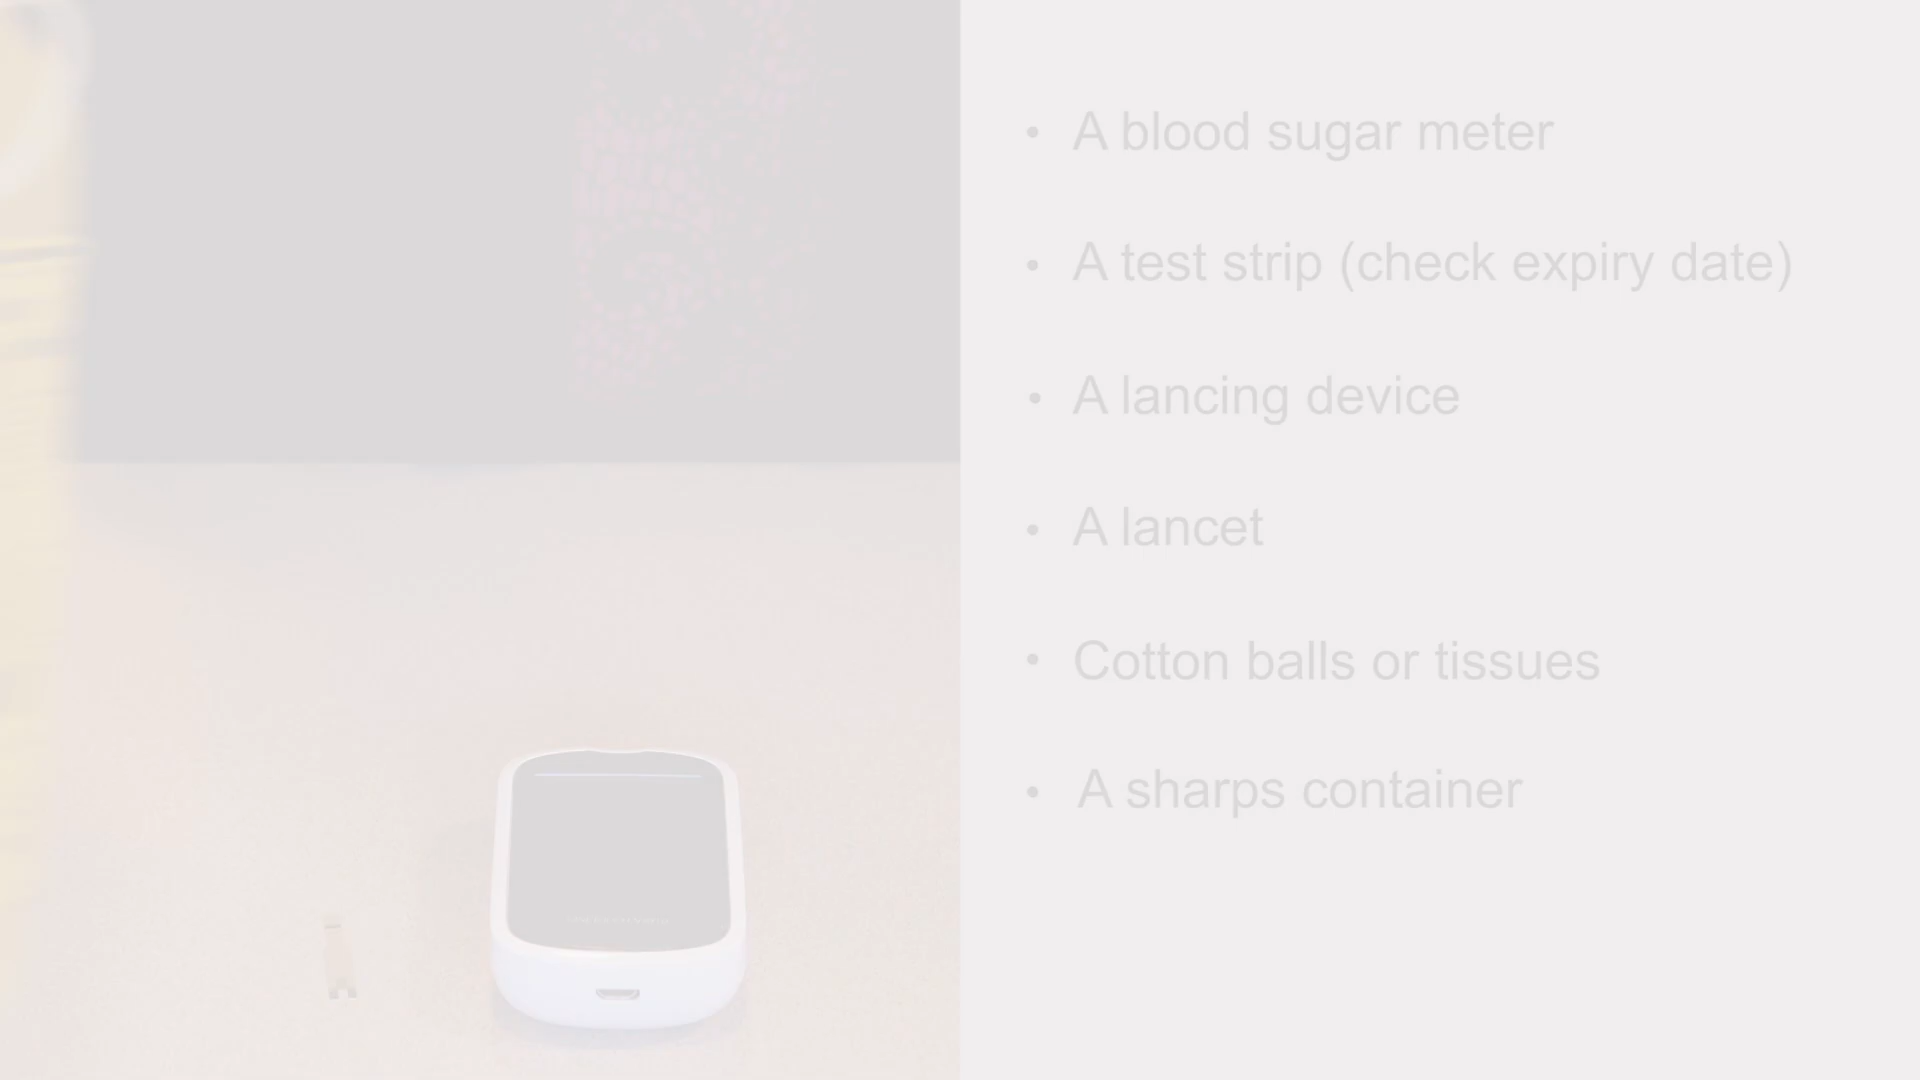 • A blood sugar meter
• A test strip (check expiry date)
• A lancing device
• A lancet
• Cotton balls or tissues
• A sharps container